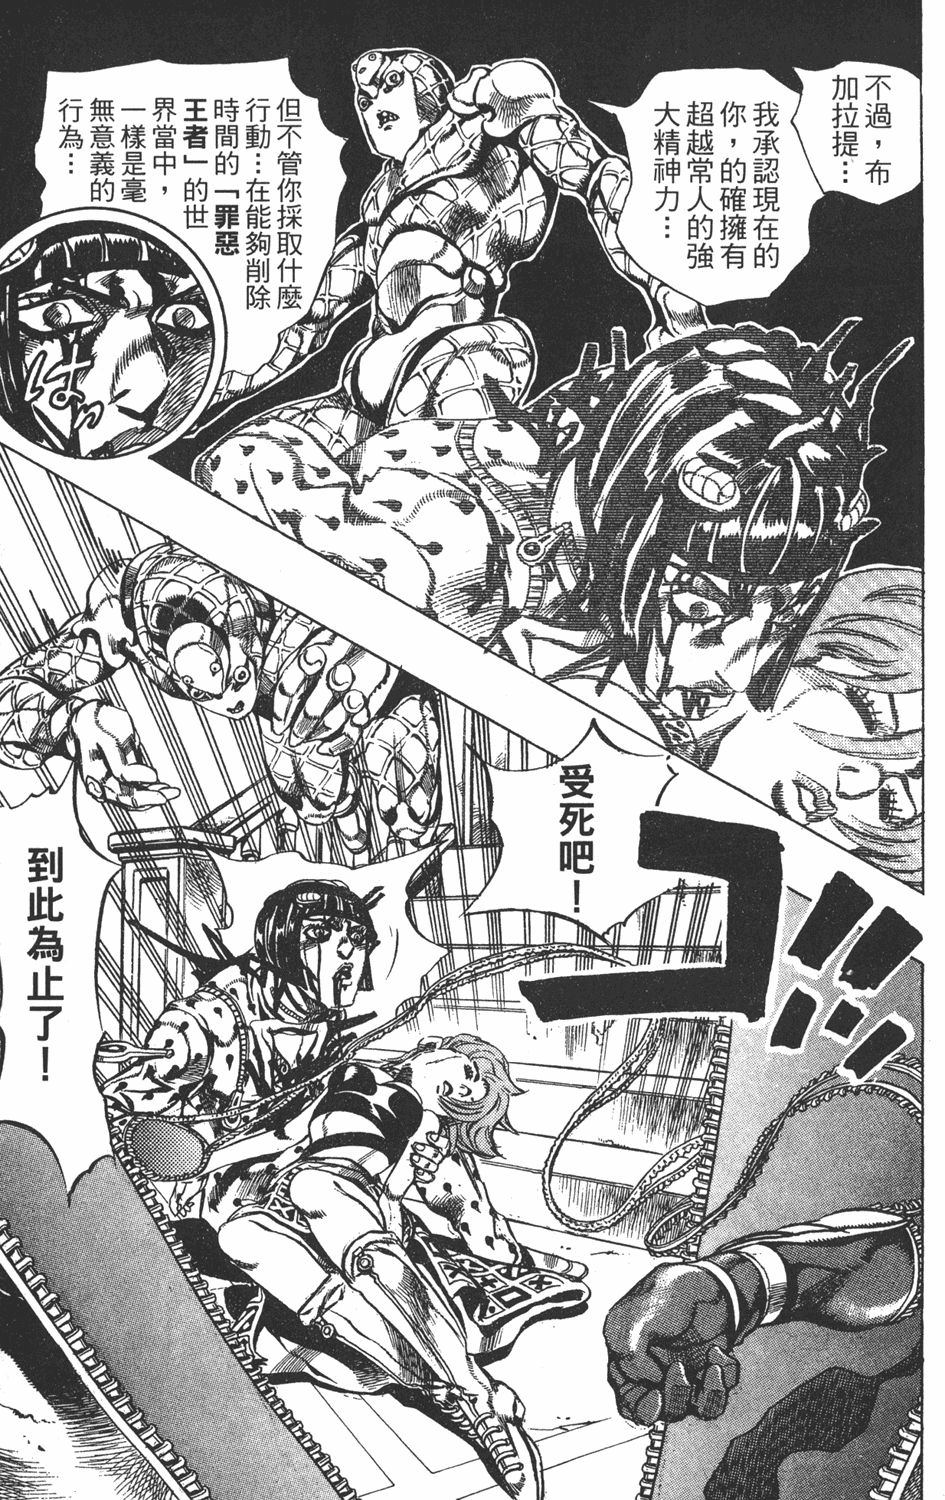 不過，布
加拉提…
我承認現在的
你，的確擁有
超越常人的強
大精神力…
但不管你採取什麼
行動…在能夠削除
時間的「罪惡
王者」的世
界當中，
一樣是毫
無意義的
行為…
はっ
受死吧！
ゴ!!
到此為止了！